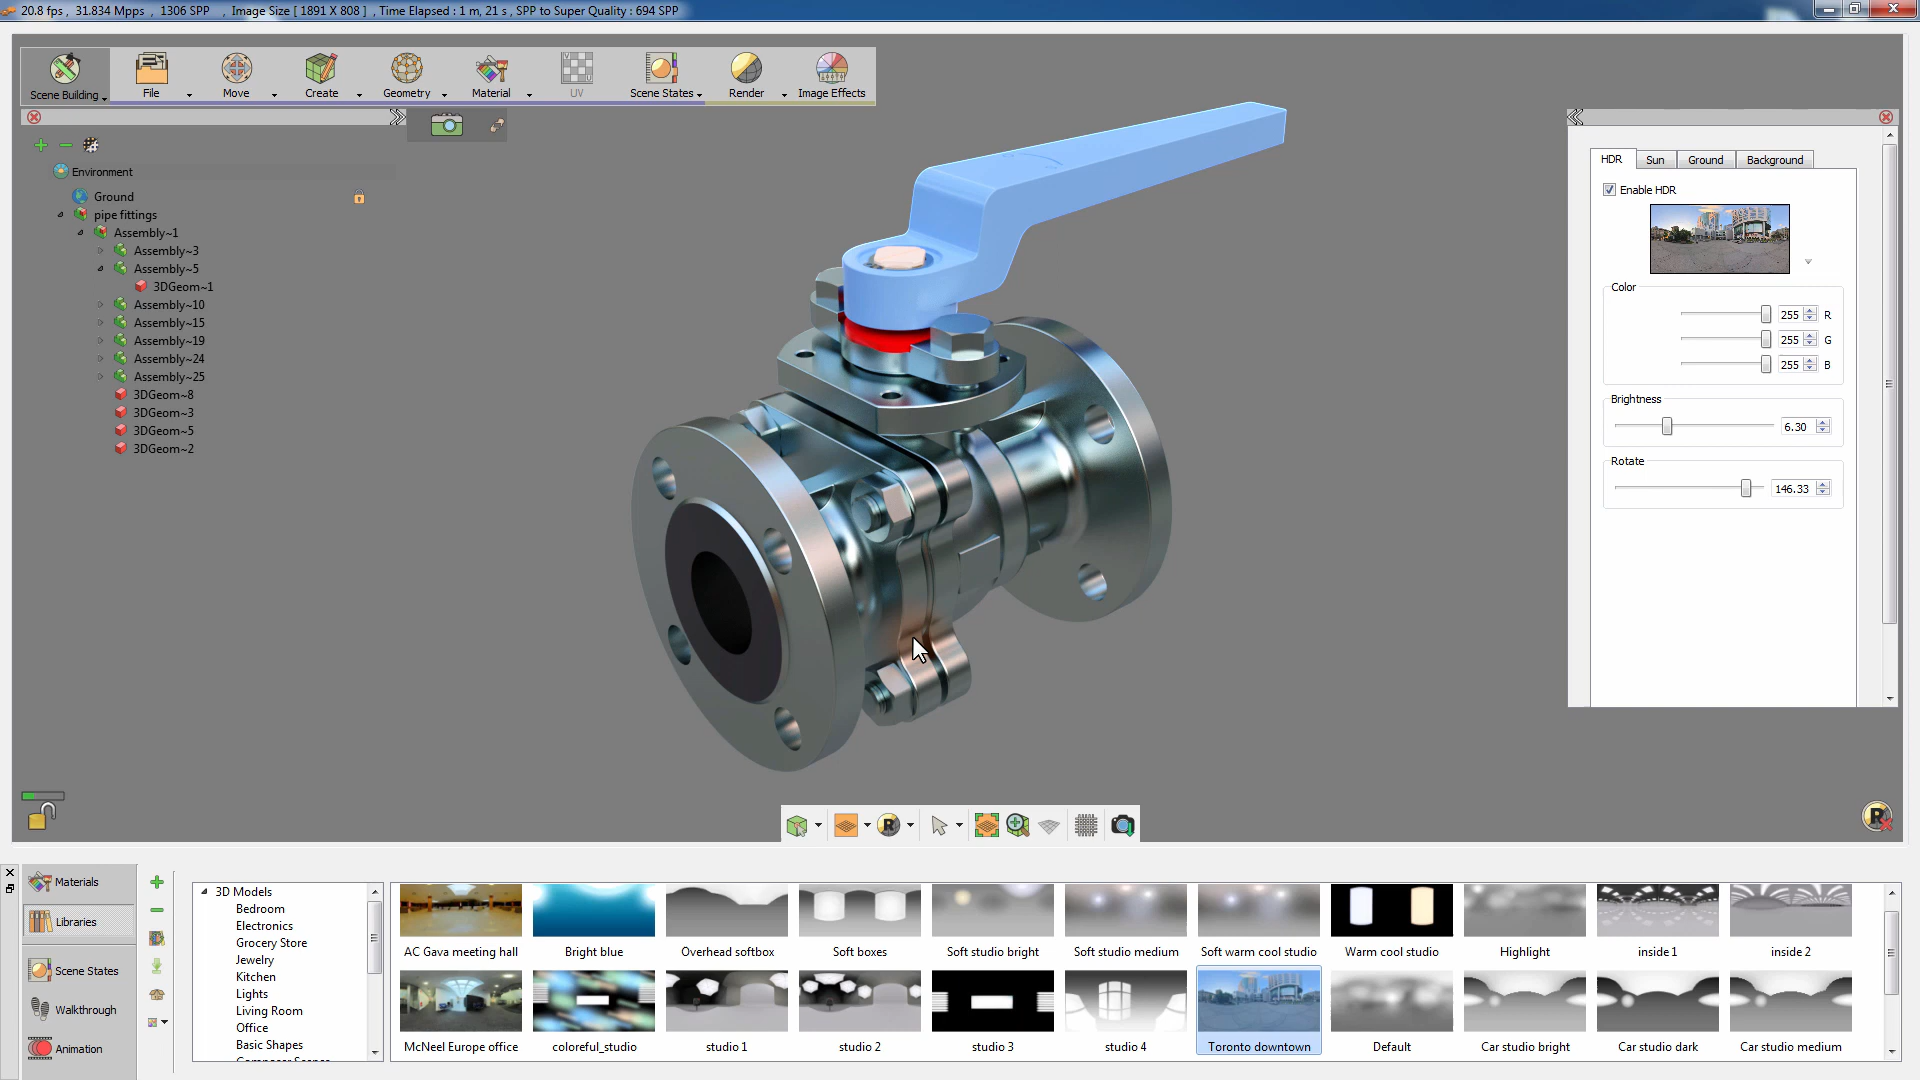 20.8 fps , 31.834 Mpps , 1306 SPP , Image Size [ 1891 X 808 ] , Time Elapsed : 1 m, 21 s , SPP to Super Quality : 694 SPP
Scene Building File Move Create Geometry Material UV Scene States Render Image Effects
Environment
Ground
pipe fittings
Assembly~1
Assembly~3
Assembly~5
3DGeom~1
Assembly~10
Assembly~15
Assembly~19
Assembly~24
Assembly~25
3DGeom~8
3DGeom~3
3DGeom~5
3DGeom~2
HDR Sun Ground Background
Enable HDR
Color
255 R
255 G
255 B
Brightness
6.30
Rotate
146.33
R
R
Materials
Libraries
Scene States
Walkthrough
Animation
3D Models
Bedroom
Electronics
Grocery Store
Jewelry
Kitchen
Lights
Living Room
Office
Basic Shapes
AC Gava meeting hall Bright blue Overhead softbox Soft boxes Soft studio bright Soft studio medium Soft warm cool studio Warm cool studio Highlight inside 1 inside 2
McNeel Europe office coloreful_studio studio 1 studio 2 studio 3 studio 4 Toronto downtown Default Car studio bright Car studio dark Car studio medium